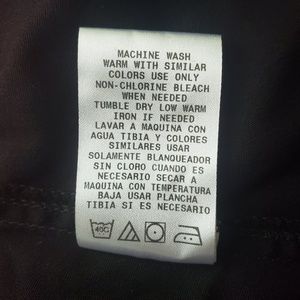 MACHINE WASH
WARM WITH SIMILAR
COLORS USE ONLY
NON-CHLORINE BLEACH
WHEN NEEDED
TUMBLE DRY LOW WARM
IRON IF NEEDED
LAVAR A MAQUINA CON
AGUA TIBIA Y COLORES
SIMILARES USAR
SOLAMENTE BLANQUEADOR
SIN CLORO CUANDO ES
NECESARIO SECAR A
MAQUINA CON TEMPERATURA
BAJA USAR PLANCHA
TIBIA SI ES NECESARIO
40C